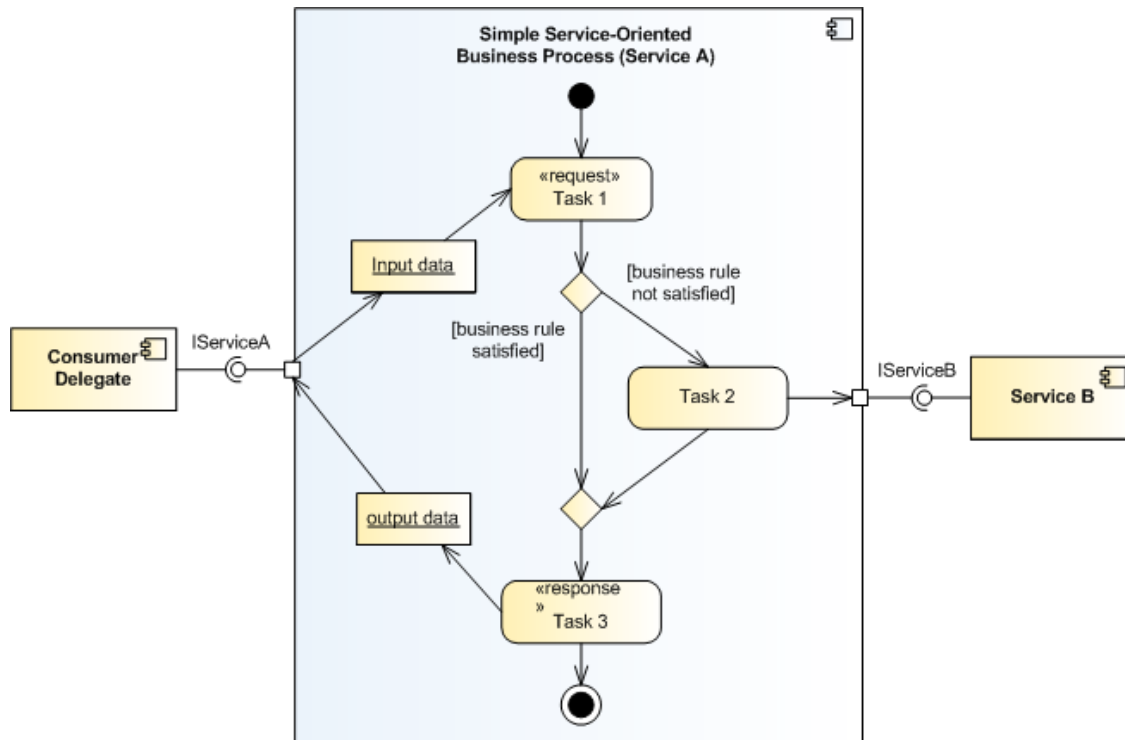 Simple Service-Oriented
Business Process (Service A)
«request»
Task 1
Input data
[business rule
not satisfied]
[business rule
satisfied]
IServiceA
Consumer
Delegate
Task 2
IServiceB
Service B
output data
«response
»
Task 3